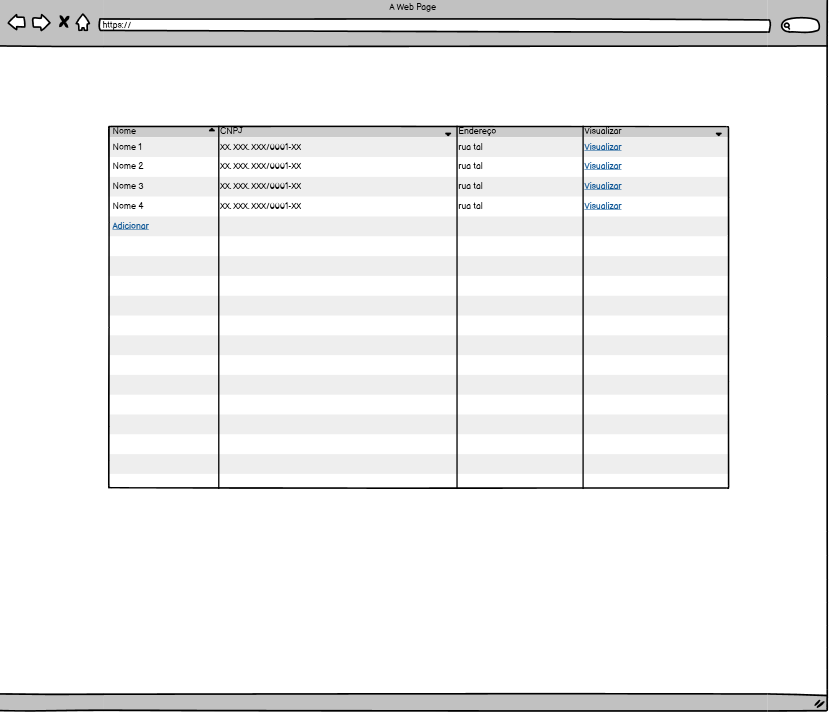 A Web Page
https://
Nome CNPJ Endereço Visualizar
Nome 1 XX. XXX. XXX/0001-XX rua tal Visualizar
Nome 2 XX. XXX. XXX/0001-XX rua tal Visualizar
Nome 3 XX. XXX. XXX/0001-XX rua tal Visualizar
Nome 4 XX. XXX. XXX/0001-XX rua tal Visualizar
Adicionar